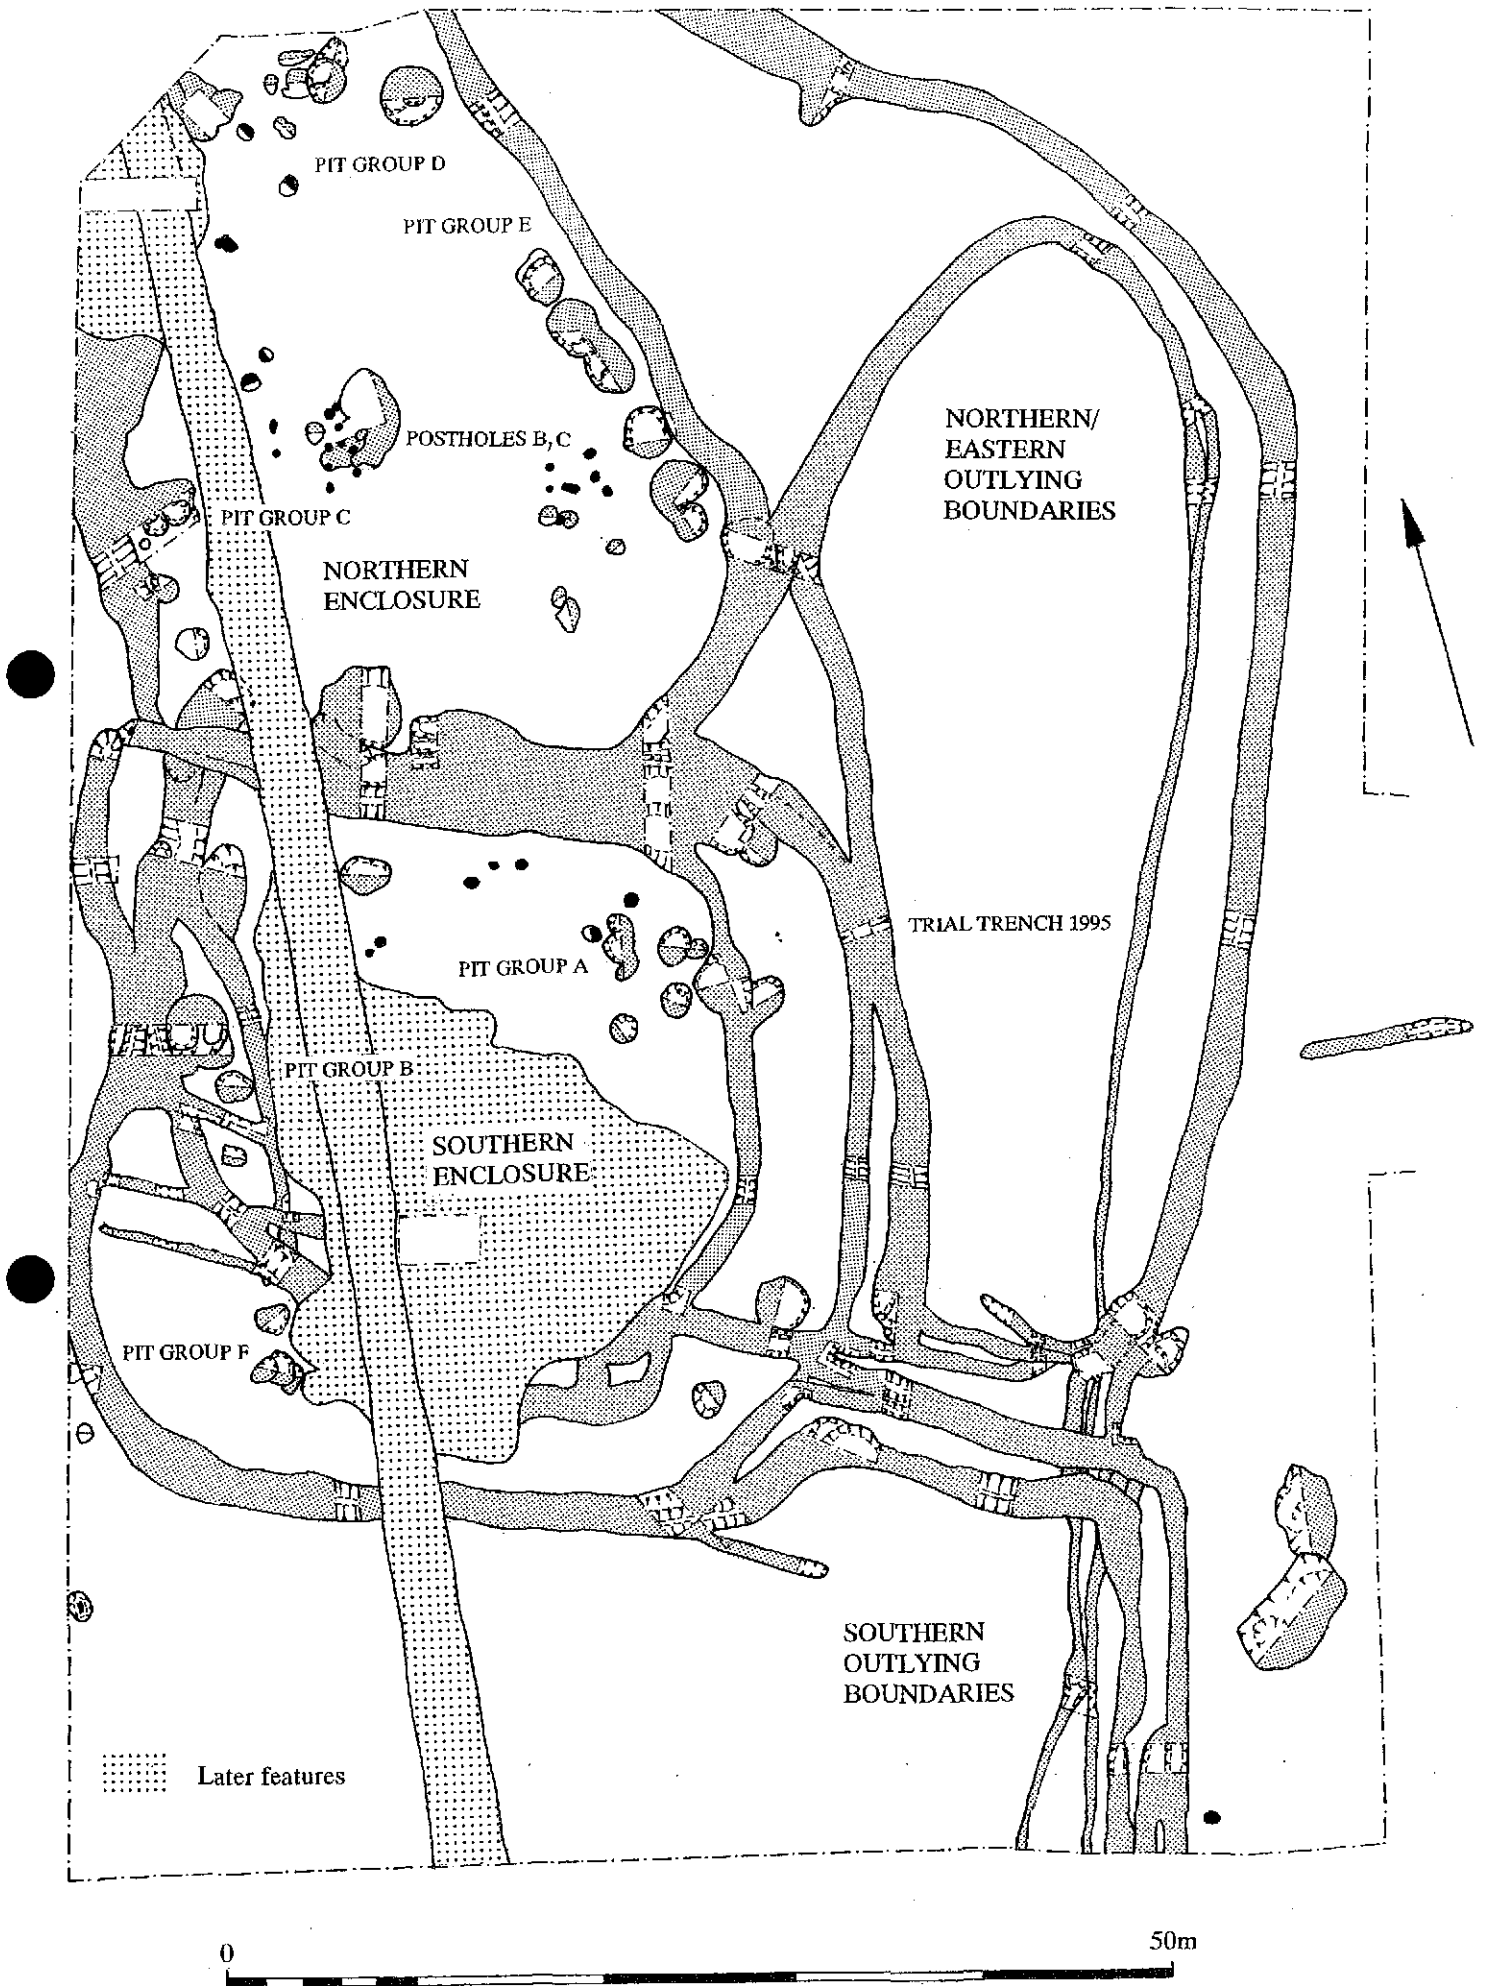 PIT GROUP D
PIT GROUP E
NORTHERN/
EASTERN
OUTLYING
BOUNDARIES
POSTHOLES B, C
PIT GROUP C
NORTHERN
ENCLOSURE
TRIAL TRENCH 1995
PIT GROUP A
PIT GROUP B
SOUTHERN
ENCLOSURE
PIT GROUP F
SOUTHERN
OUTLYING
BOUNDARIES
Later features
0
50m